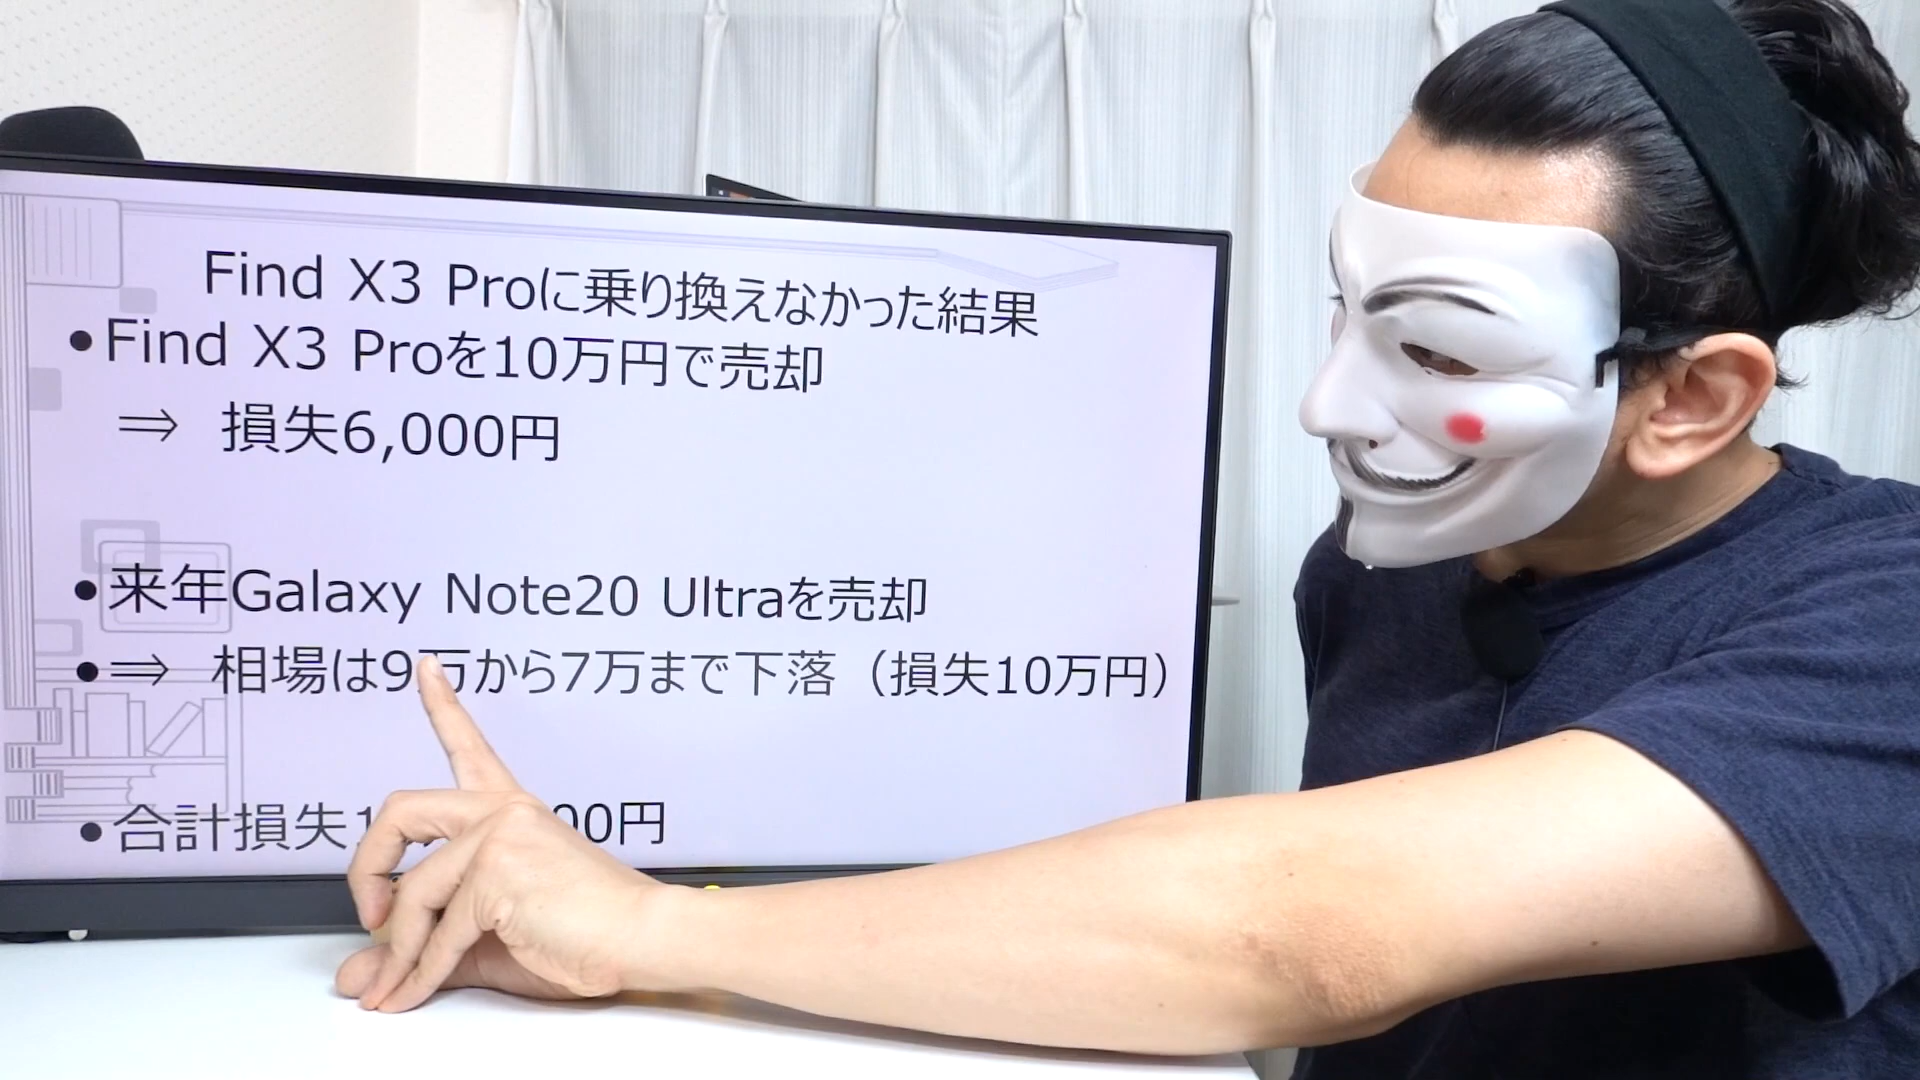 Find X3 Proに乗り換えなかった結果
●Find X3 Proを10万円で売却
⇒ 損失6,000円
●来年Galaxy Note20 Ultraを売却
●⇒ 相場は9万から7万まで下落（損失10万円）
●合計損失1 00円